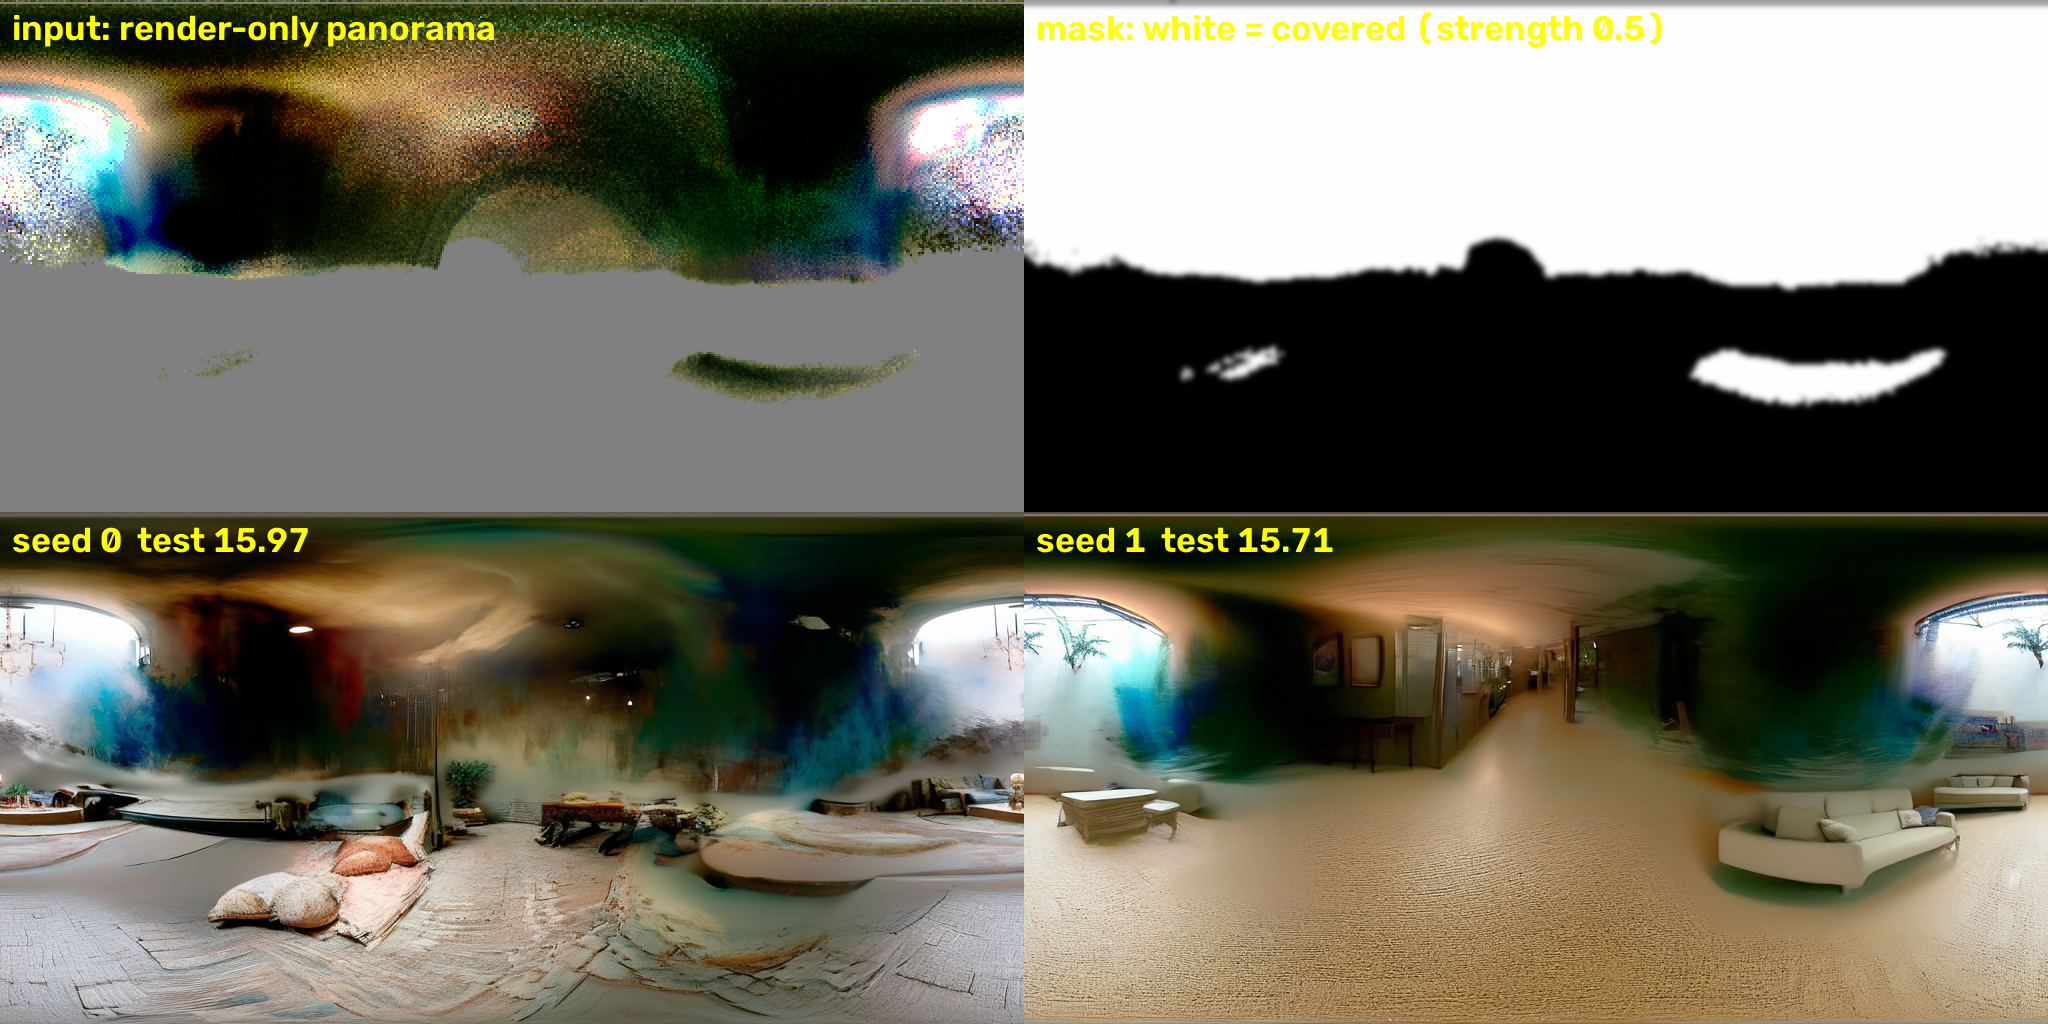 input: render-only panorama
mask: white = covered (strength 0.5)
seed 0 test 15.97
seed 1 test 15.71